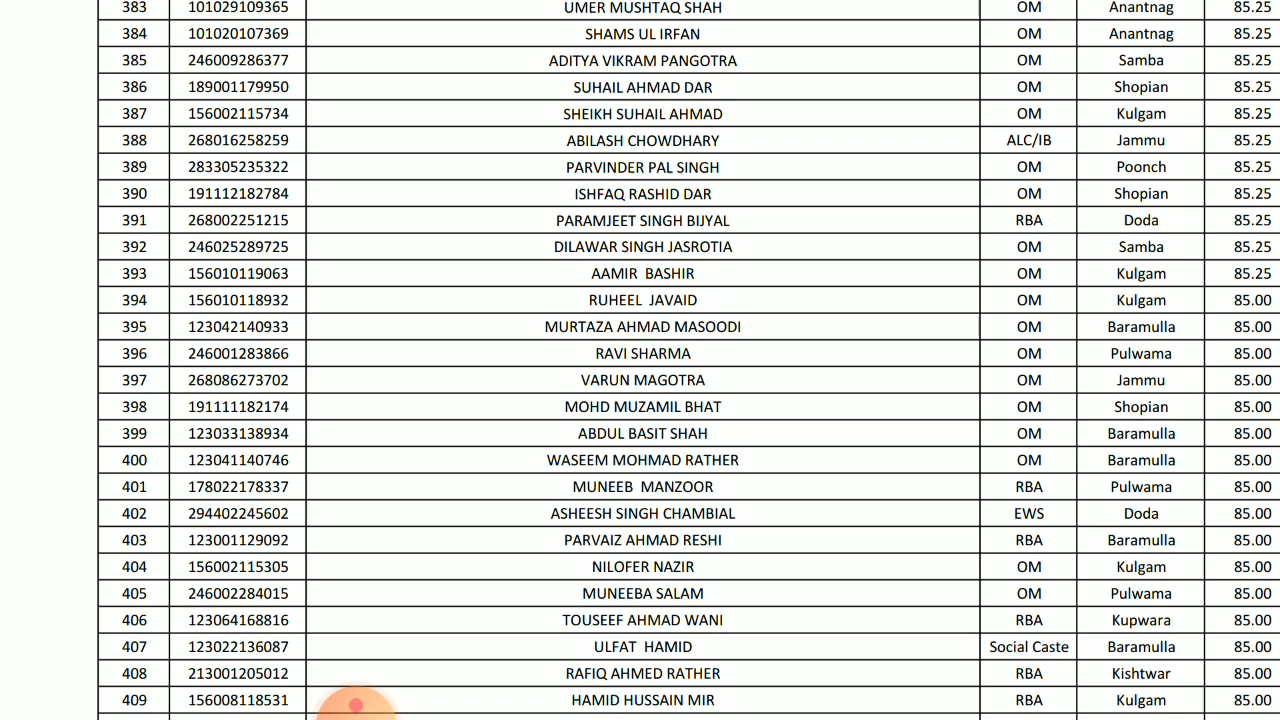 383 101029109365 UMER MUSHTAQ SHAH OM Anantnag 85.25
384 101020107369 SHAMS UL IRFAN OM Anantnag 85.25
385 246009286377 ADITYA VIKRAM PANGOTRA OM Samba 85.25
386 189001179950 SUHAIL AHMAD DAR OM Shopian 85.25
387 156002115734 SHEIKH SUHAIL AHMAD OM Kulgam 85.25
388 268016258259 ABILASH CHOWDHARY ALC/IB Jammu 85.25
389 283305235322 PARVINDER PAL SINGH OM Poonch 85.25
390 191112182784 ISHFAQ RASHID DAR OM Shopian 85.25
391 268002251215 PARAMJEET SINGH BIJYAL RBA Doda 85.25
392 246025289725 DILAWAR SINGH JASROTIA OM Samba 85.25
393 156010119063 AAMIR BASHIR OM Kulgam 85.25
394 156010118932 RUHEEL JAVAID OM Kulgam 85.00
395 123042140933 MURTAZA AHMAD MASOODI OM Baramulla 85.00
396 246001283866 RAVI SHARMA OM Pulwama 85.00
397 268086273702 VARUN MAGOTRA OM Jammu 85.00
398 191111182174 MOHD MUZAMIL BHAT OM Shopian 85.00
399 123033138934 ABDUL BASIT SHAH OM Baramulla 85.00
400 123041140746 WASEEM MOHMAD RATHER OM Baramulla 85.00
401 178022178337 MUNEEB MANZOOR RBA Pulwama 85.00
402 294402245602 ASHEESH SINGH CHAMBIAL EWS Doda 85.00
403 123001129092 PARVAIZ AHMAD RESHI RBA Baramulla 85.00
404 156002115305 NILOFER NAZIR OM Kulgam 85.00
405 246002284015 MUNEEBA SALAM OM Pulwama 85.00
406 123064168816 TOUSEEF AHMAD WANI RBA Kupwara 85.00
407 123022136087 ULFAT HAMID Social Caste Baramulla 85.00
408 213001205012 RAFIQ AHMED RATHER RBA Kishtwar 85.00
409 156008118531 HAMID HUSSAIN MIR RBA Kulgam 85.00